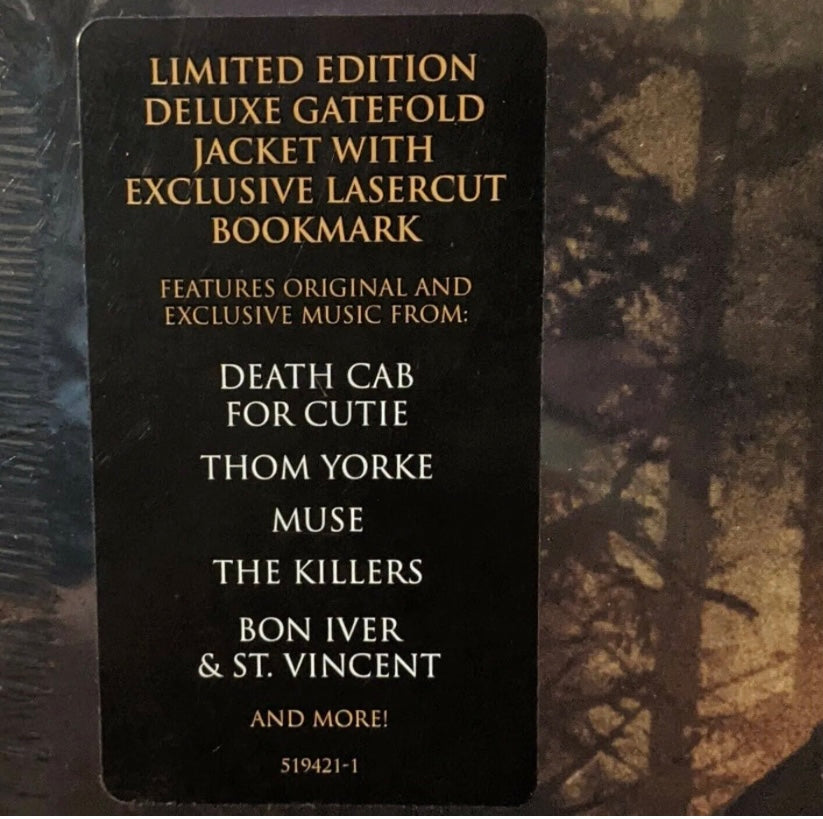 LIMITED EDITION
DELUXE GATEFOLD
JACKET WITH
EXCLUSIVE LASERCUT
BOOKMARK
FEATURES ORIGINAL AND
EXCLUSIVE MUSIC FROM:
DEATH CAB
FOR CUTIE
THOM YORKE
MUSE
THE KILLERS
BON IVER
& ST. VINCENT
AND MORE!
519421-1